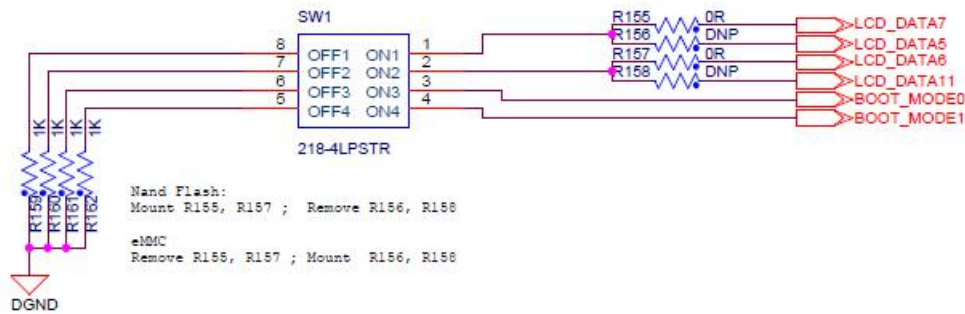 SW1
8 OFF1 ON1 1
7 OFF2 ON2 2
6 OFF3 ON3 3
5 OFF4 ON4 4
218-4LPSTR
R155 0R LCD_DATA7
R156 DNP LCD_DATA5
R157 0R LCD_DATA6
R158 DNP LCD_DATA11
BOOT_MODE0
BOOT_MODE1
1K 1K 1K 1K
R159 R160 R161 R162
DGND
Nand Flash:
Mount R155, R157 ; Remove R156, R158
eMMC
Remove R155, R157 ; Mount R156, R158